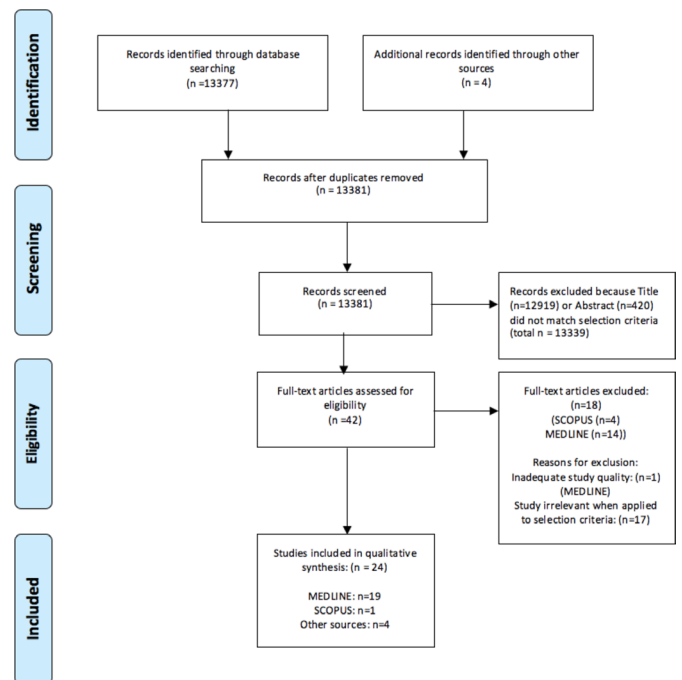 Identification
Records identified through database
searching
(n =13377)
Additional records identified through other
sources
(n = 4)
Records after duplicates removed
(n = 13381)
Screening
Records screened
(n = 13381)
Records excluded because Title
(n=12919) or Abstract (n=420)
did not match selection criteria
(total n = 13339)
Eligibility
Full-text articles assessed for
eligibility
(n =42)
Full-text articles excluded:
(n=18)
(SCOPUS (n=4)
MEDLINE (n=14))
Reasons for exclusion:
Inadequate study quality: (n=1)
(MEDLINE)
Study irrelevant when applied
to selection criteria: (n=17)
Included
Studies included in qualitative
synthesis: (n = 24)
MEDLINE: n=19
SCOPUS: n=1
Other sources: n=4